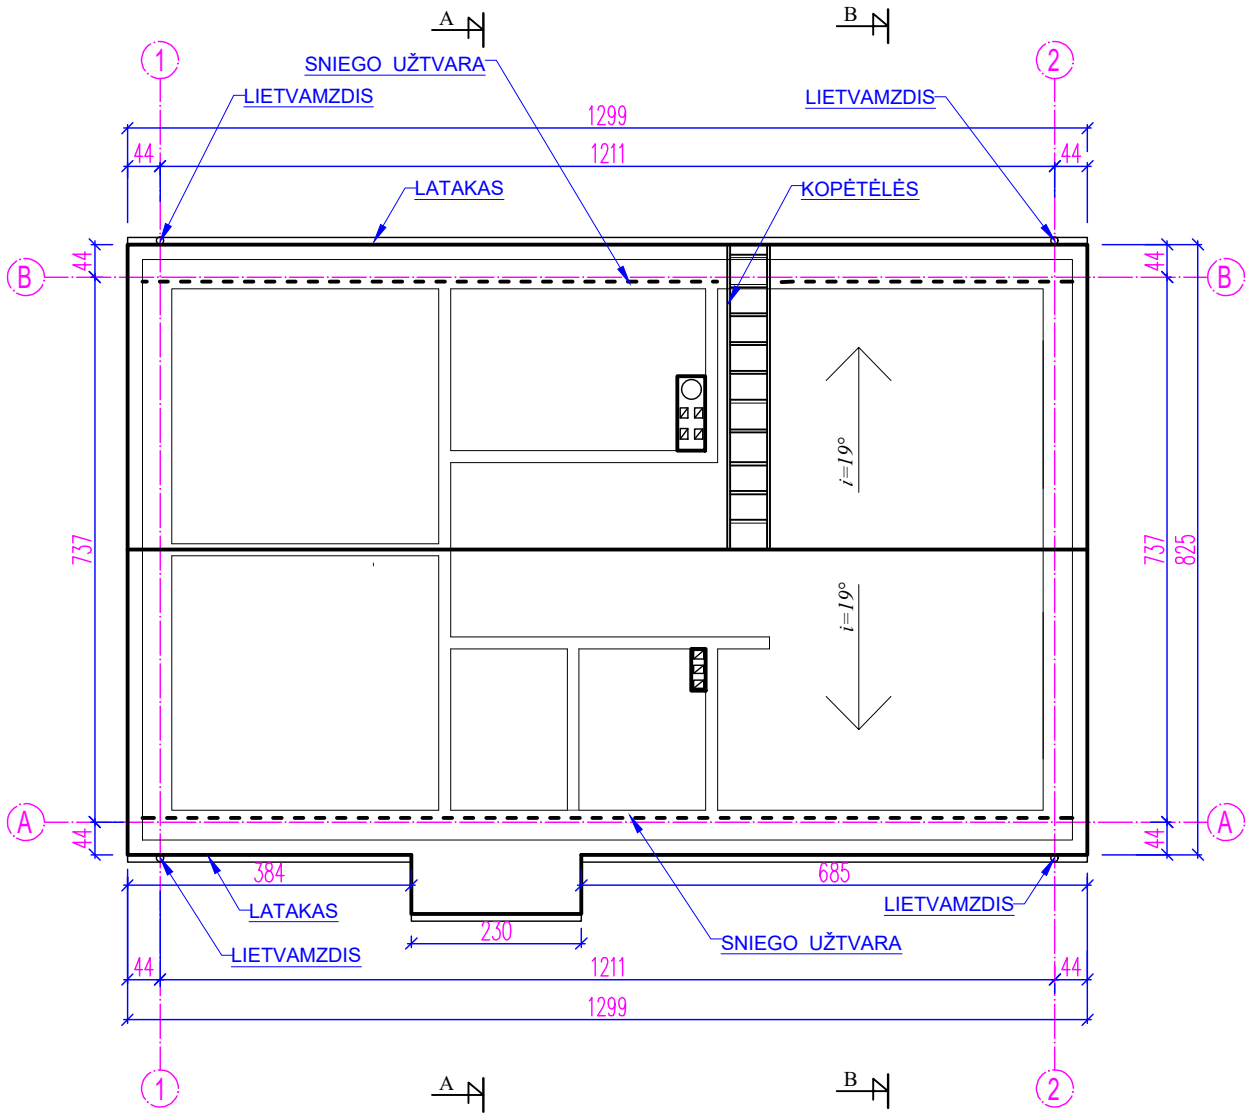 A
B
1
2
SNIEGO UŽTVARA
LIETVAMZDIS
LIETVAMZDIS
1299
44
1211
44
LATAKAS
KOPĖTĖLĖS
44
44
B
B
i=19°
737
737
825
i=19°
A
A
44
44
384
685
LATAKAS
LIETVAMZDIS
230
SNIEGO UŽTVARA
LIETVAMZDIS
44
1211
44
1299
A
B
1
2